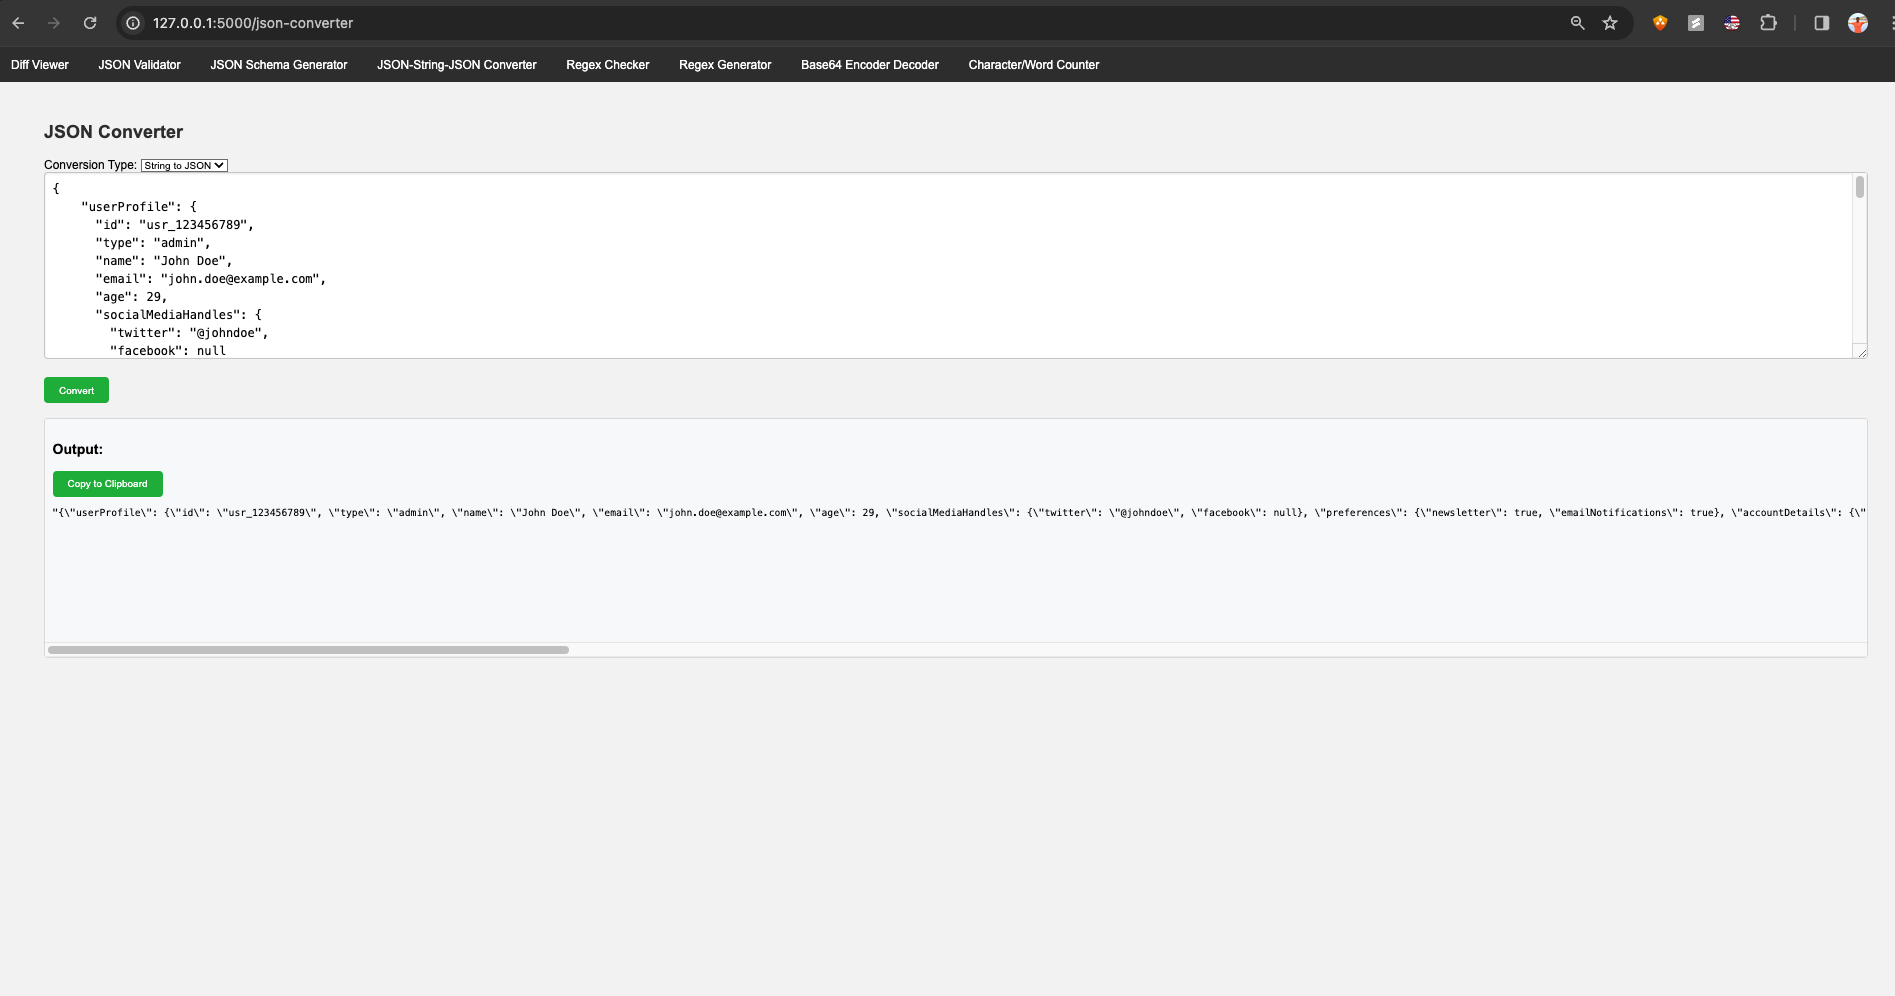 127.0.0.1:5000/json-converter
Diff Viewer JSON Validator JSON Schema Generator JSON-String-JSON Converter Regex Checker Regex Generator Base64 Encoder Decoder Character/Word Counter
JSON Converter
Conversion Type: String to JSON
{
    "userProfile": {
      "id": "usr_123456789",
      "type": "admin",
      "name": "John Doe",
      "email": "john.doe@example.com",
      "age": 29,
      "socialMediaHandles": {
        "twitter": "@johndoe",
        "facebook": null
Convert
Output:
Copy to Clipboard
"{\"userProfile\": {\"id\": \"usr_123456789\", \"type\": \"admin\", \"name\": \"John Doe\", \"email\": \"john.doe@example.com\", \"age\": 29, \"socialMediaHandles\": {\"twitter\": \"@johndoe\", \"facebook\": null}, \"preferences\": {\"newsletter\": true, \"emailNotifications\": true}, \"accountDetails\": {\"